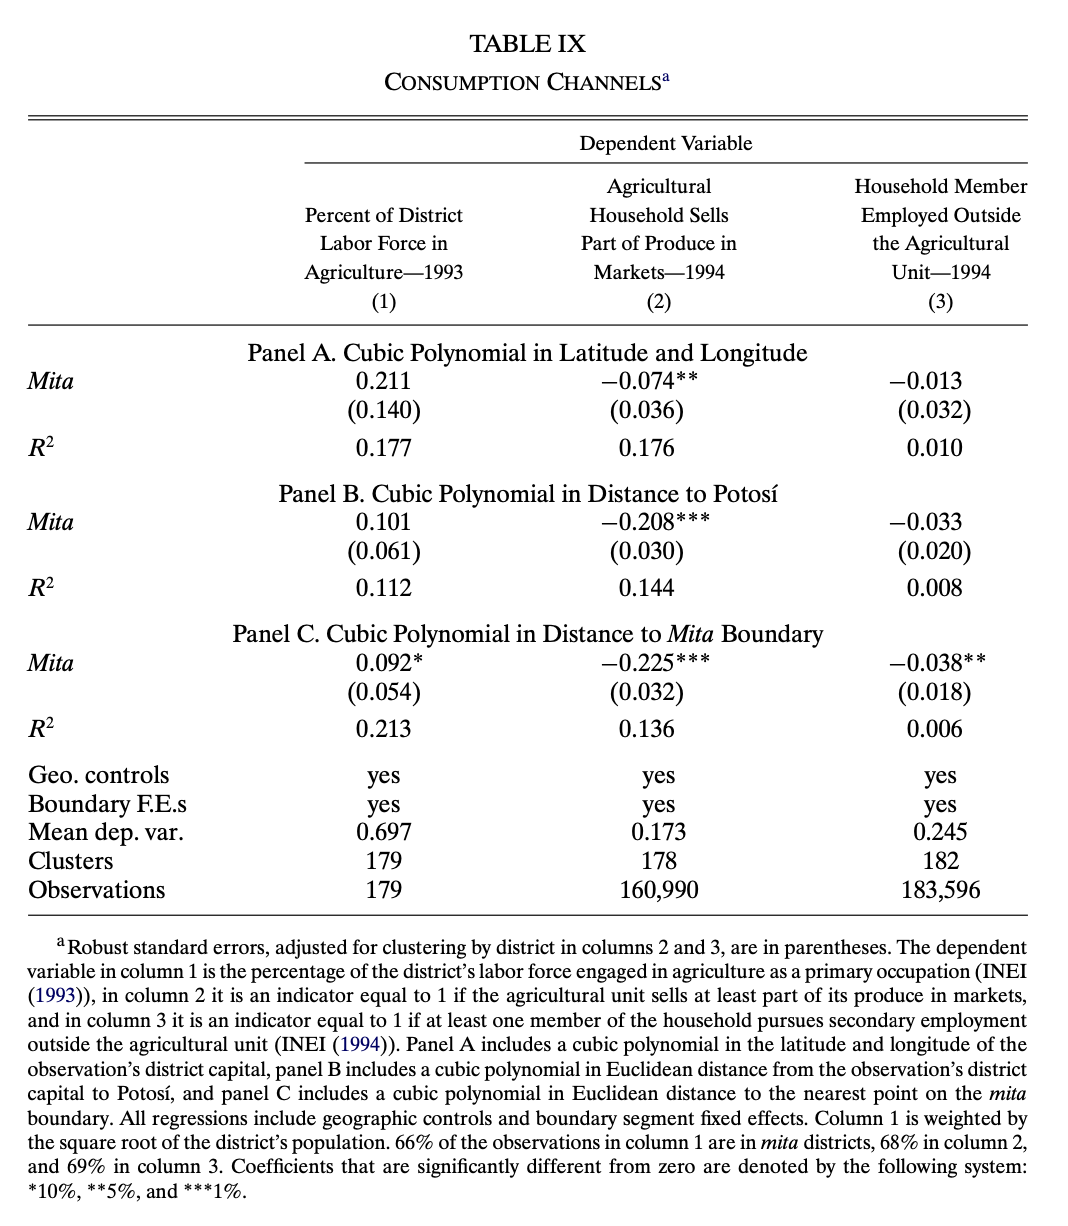 TABLE IX
CONSUMPTION CHANNELSa
Dependent Variable
Percent of District
Labor Force in
Agriculture—1993
(1)
Agricultural
Household Sells
Part of Produce in
Markets—1994
(2)
Household Member
Employed Outside
the Agricultural
Unit—1994
(3)
Panel A. Cubic Polynomial in Latitude and Longitude
Mita 0.211 −0.074** −0.013
(0.140) (0.036) (0.032)
R2 0.177 0.176 0.010
Panel B. Cubic Polynomial in Distance to Potosí
Mita 0.101 −0.208*** −0.033
(0.061) (0.030) (0.020)
R2 0.112 0.144 0.008
Panel C. Cubic Polynomial in Distance to Mita Boundary
Mita 0.092* −0.225*** −0.038**
(0.054) (0.032) (0.018)
R2 0.213 0.136 0.006
Geo. controls yes yes yes
Boundary F.E.s yes yes yes
Mean dep. var. 0.697 0.173 0.245
Clusters 179 178 182
Observations 179 160,990 183,596
a Robust standard errors, adjusted for clustering by district in columns 2 and 3, are in parentheses. The dependent
variable in column 1 is the percentage of the district's labor force engaged in agriculture as a primary occupation (INEI
(1993)), in column 2 it is an indicator equal to 1 if the agricultural unit sells at least part of its produce in markets,
and in column 3 it is an indicator equal to 1 if at least one member of the household pursues secondary employment
outside the agricultural unit (INEI (1994)). Panel A includes a cubic polynomial in the latitude and longitude of the
observation's district capital, panel B includes a cubic polynomial in Euclidean distance from the observation's district
capital to Potosí, and panel C includes a cubic polynomial in Euclidean distance to the nearest point on the mita
boundary. All regressions include geographic controls and boundary segment fixed effects. Column 1 is weighted by
the square root of the district's population. 66% of the observations in column 1 are in mita districts, 68% in column 2,
and 69% in column 3. Coefficients that are significantly different from zero are denoted by the following system:
*10%, **5%, and ***1%.